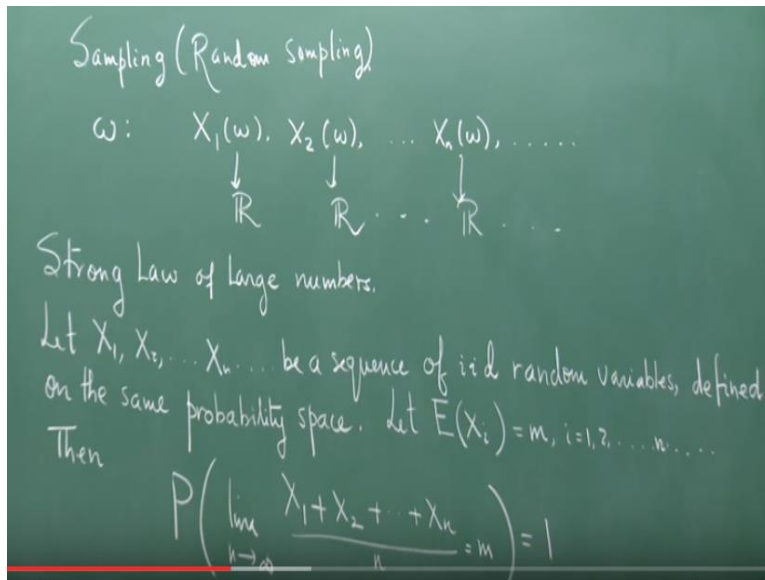 Sampling (Random Sampling)
ω: X₁(ω), X₂(ω), ... Xₙ(ω), ......
↓ ↓ ↓
ℝ ℝ ... ℝ ....
Strong Law of Large numbers.
Let X₁, X₂, ... Xₙ .... be a sequence of iid random variables, defined
on the same probability space. Let E(Xᵢ) = m, i=1,2,....n....
Then
P( lim n→∞ (X₁+X₂+...+Xₙ)/n = m ) = 1